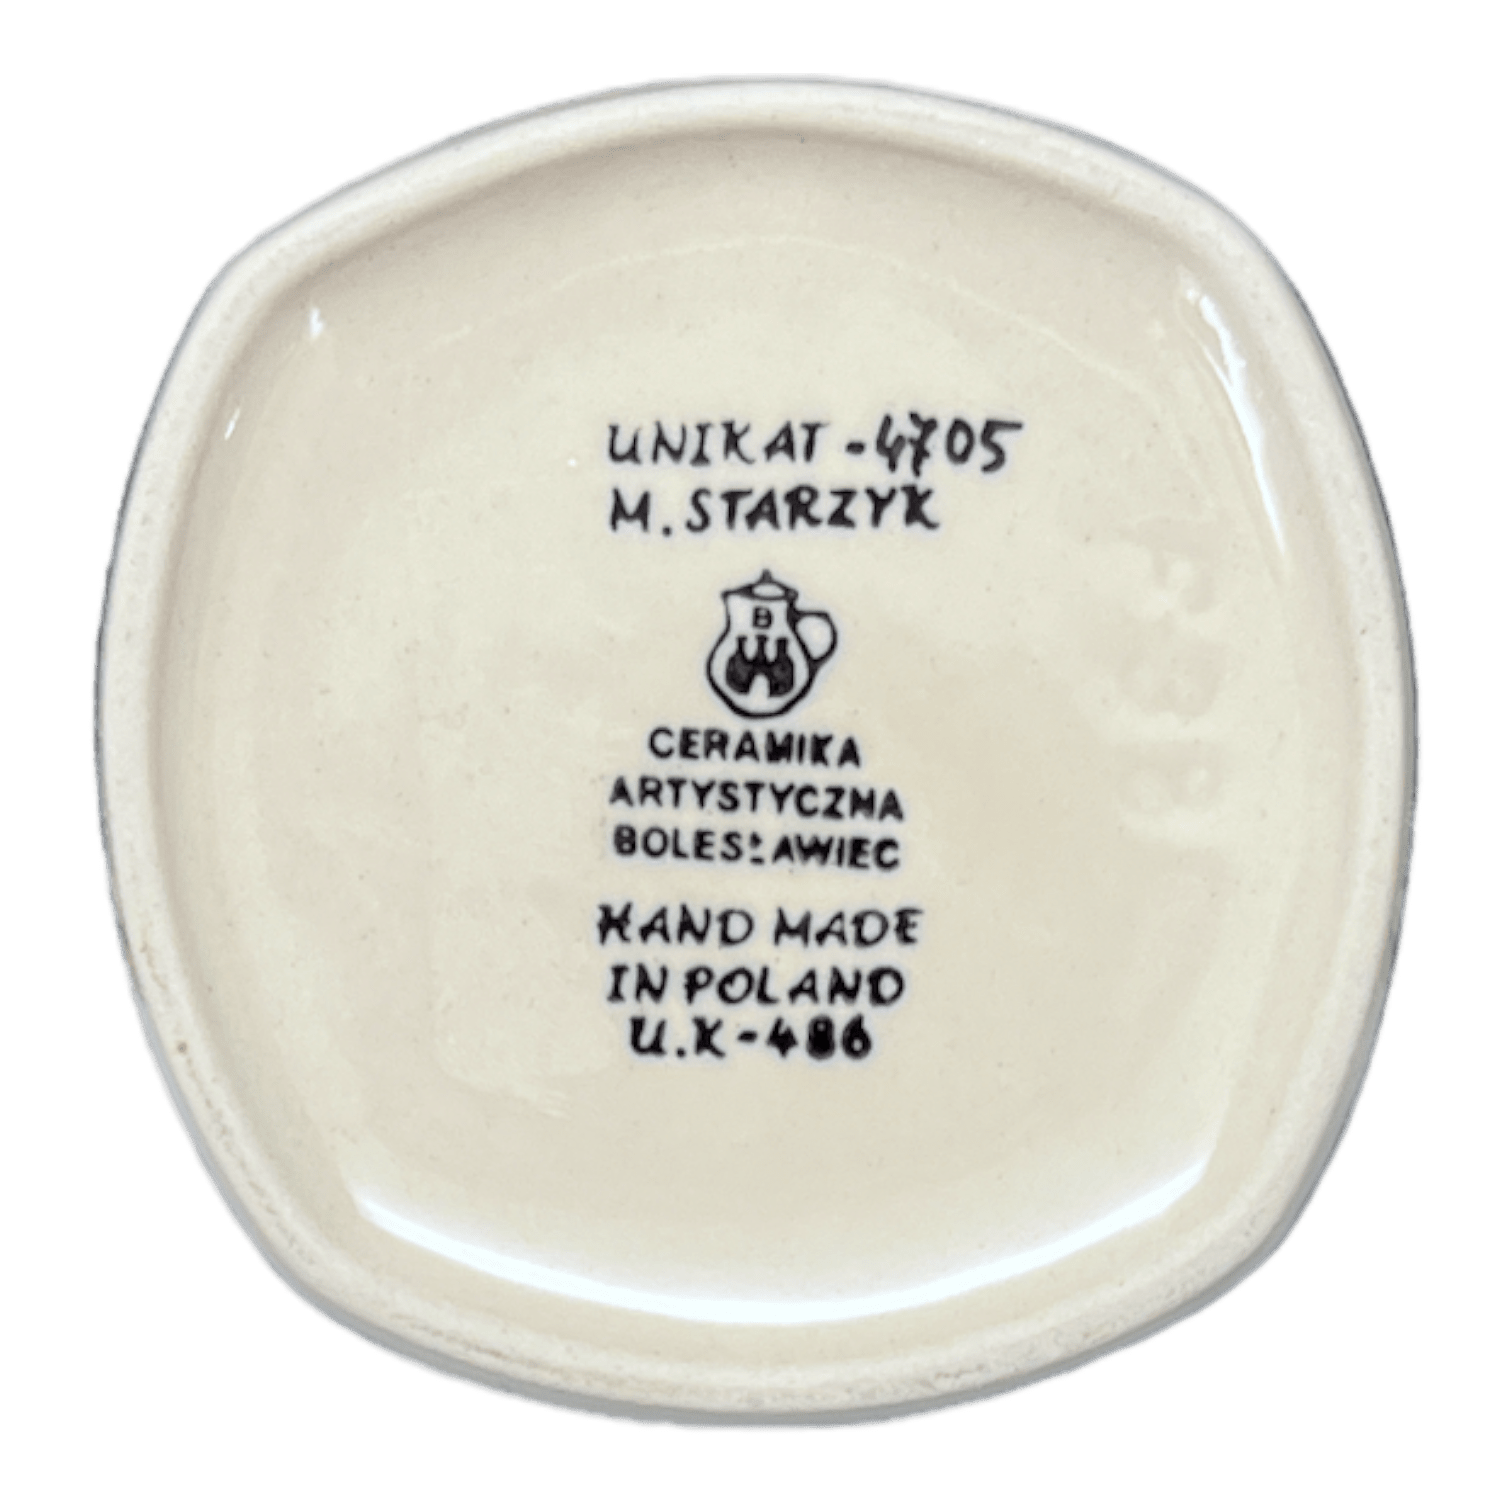 UNIKAT - 4705
M. STARZYK
B
CERAMIKA
ARTYSTYCZNA
BOLESŁAWIEC
HAND MADE
IN POLAND
U.K - 486